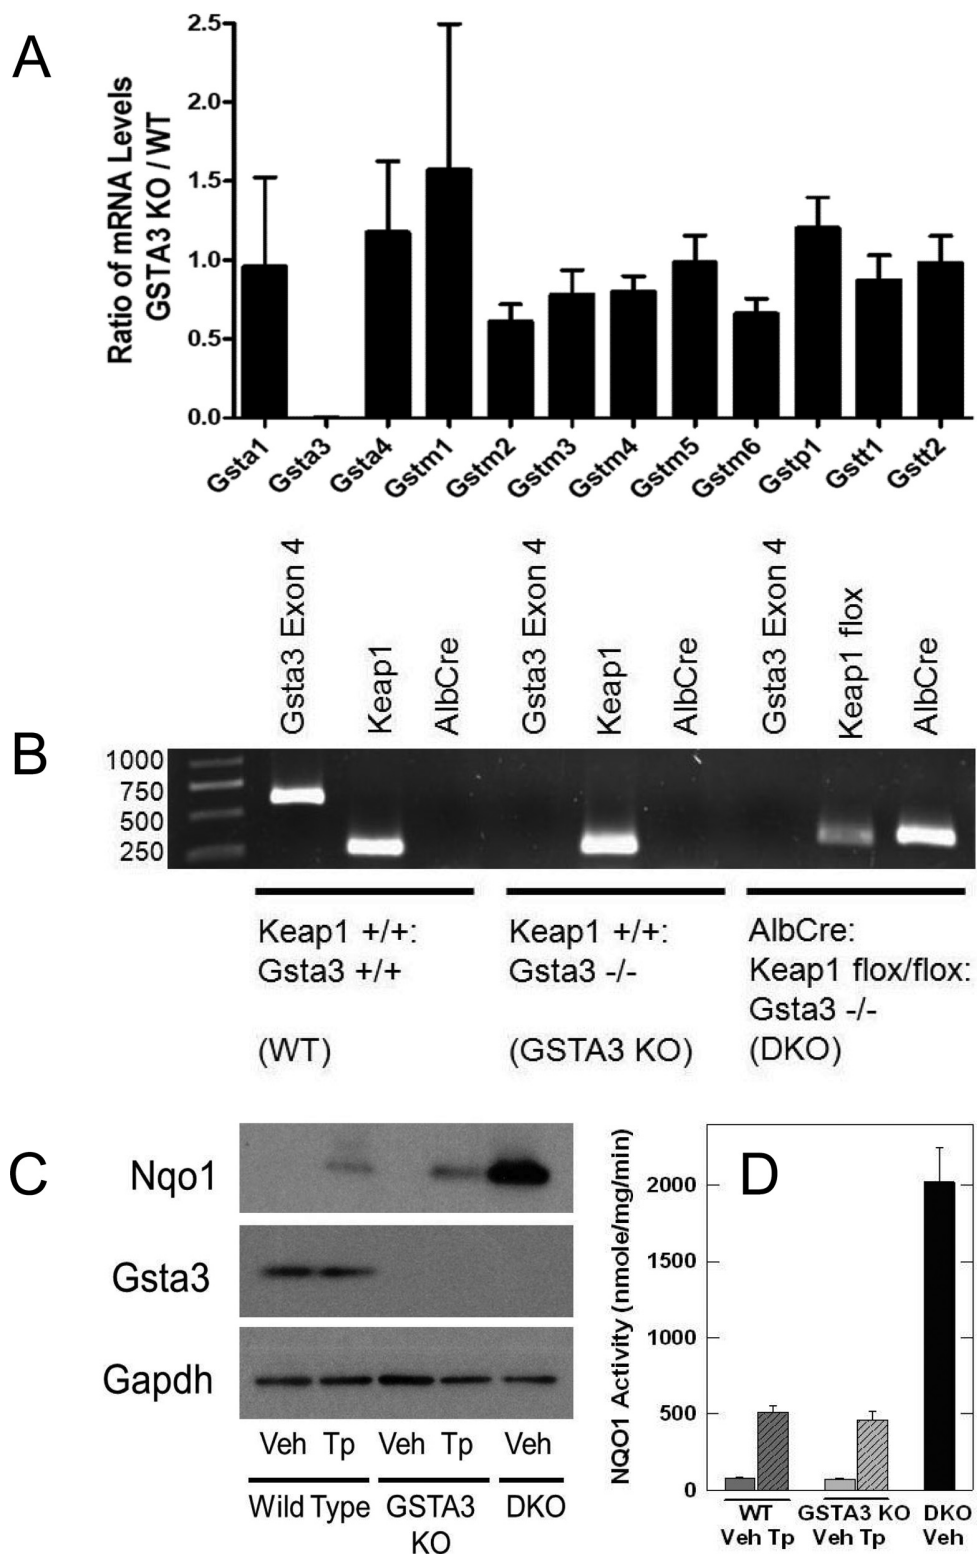 A
Ratio of mRNA Levels
GSTA3 KO / WT
2.5
2.0
1.5
1.0
0.5
0.0
Gsta1
Gsta3
Gsta4
Gstm1
Gstm2
Gstm3
Gstm4
Gstm5
Gstm6
Gstp1
Gstt1
Gstt2
B
Gsta3 Exon 4
Keap1
AlbCre
Gsta3 Exon 4
Keap1
AlbCre
Gsta3 Exon 4
Keap1 flox
AlbCre
1000
750
500
250
Keap1 +/+:
Gsta3 +/+
(WT)
Keap1 +/+:
Gsta3 -/-
(GSTA3 KO)
AlbCre:
Keap1 flox/flox:
Gsta3 -/-
(DKO)
C
Nqo1
Gsta3
Gapdh
Veh Tp Veh Tp Veh
Wild Type GSTA3 DKO
KO
D
NQO1 Activity (nmole/mg/min)
2000
1500
1000
500
0
WT GSTA3 KO DKO
Veh Tp Veh Tp Veh